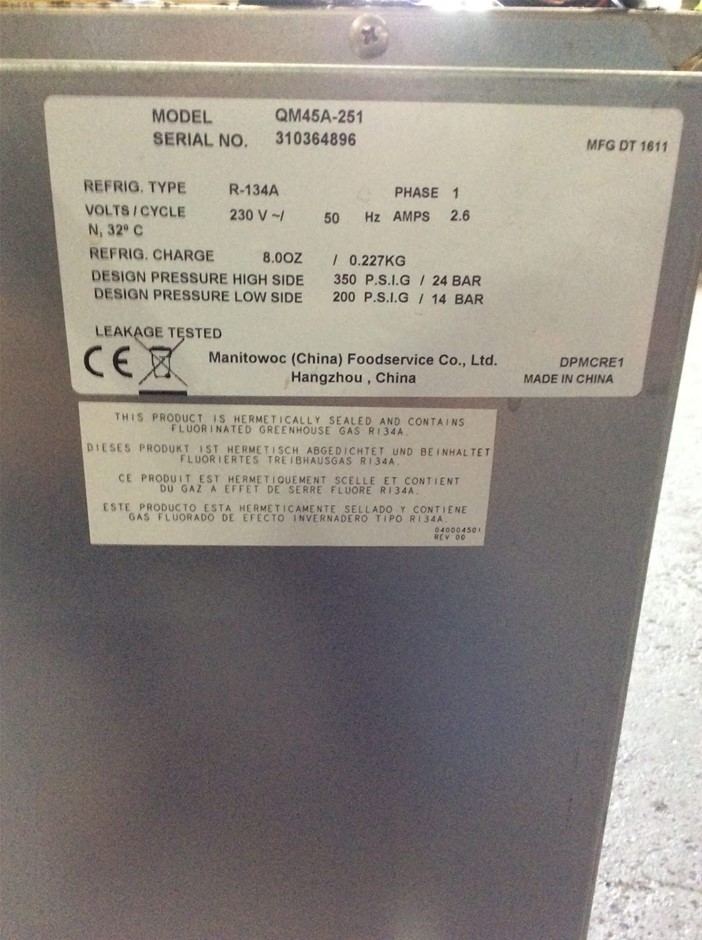 MODEL QM45A-251
SERIAL NO. 310364896
MFG DT 1611
REFRIG. TYPE R-134A PHASE 1
VOLTS / CYCLE 230 V ~/ 50 Hz AMPS 2.6
N, 32º C
REFRIG. CHARGE 8.0OZ / 0.227KG
DESIGN PRESSURE HIGH SIDE 350 P.S.I.G / 24 BAR
DESIGN PRESSURE LOW SIDE 200 P.S.I.G / 14 BAR
LEAKAGE TESTED
CE
Manitowoc (China) Foodservice Co., Ltd. DPMCRE1
Hangzhou , China MADE IN CHINA
THIS PRODUCT IS HERMETICALLY SEALED AND CONTAINS
FLUORINATED GREENHOUSE GAS R134A.
DIESES PRODUKT IST HERMETISCH ABGEDICHTET UND BEINHALTET
FLUORIERTES TREIBHAUSGAS R134A.
CE PRODUIT EST HERMETIQUEMENT SCELLE ET CONTIENT
DU GAZ A EFFET DE SERRE FLUORE R134A.
ESTE PRODUCTO ESTA HERMETICAMENTE SELLADO Y CONTIENE
GAS FLUORADO DE EFECTO INVERNADERO TIPO R134A.
040004501
REV 00